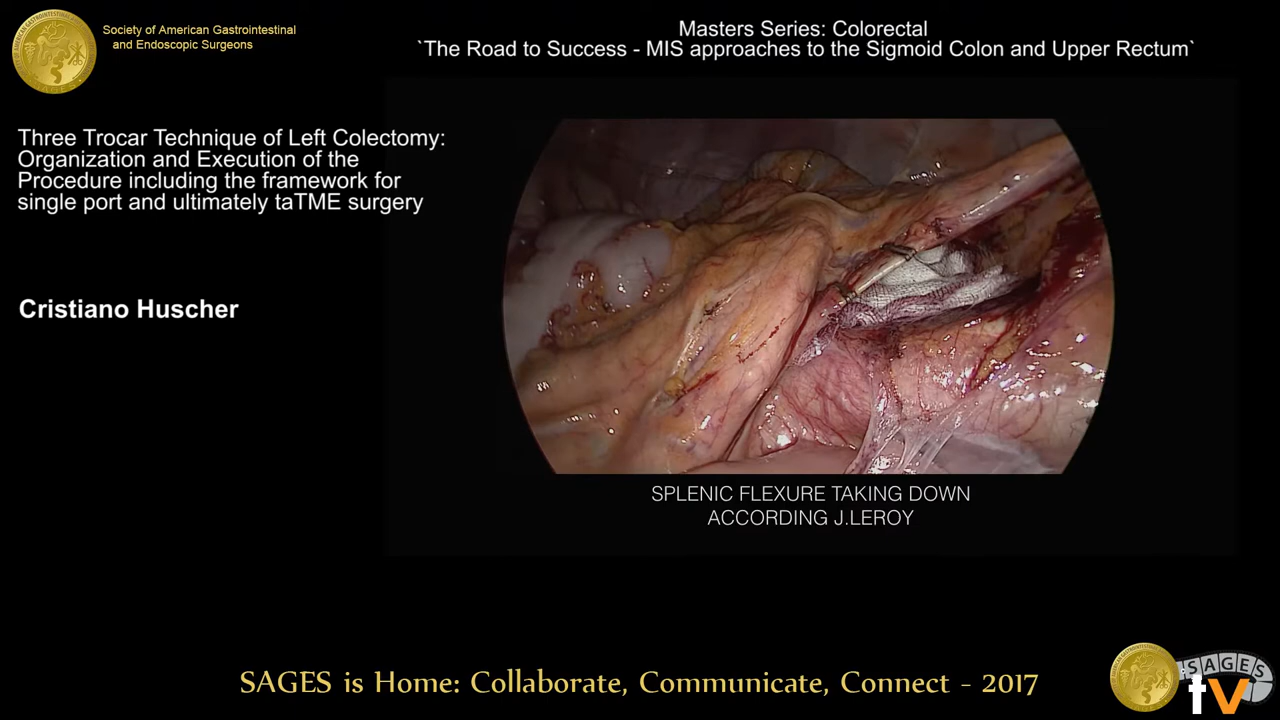 Society of American Gastrointestinal
and Endoscopic Surgeons
Masters Series: Colorectal
`The Road to Success - MIS approaches to the Sigmoid Colon and Upper Rectum`
Three Trocar Technique of Left Colectomy:
Organization and Execution of the
Procedure including the framework for
single port and ultimately taTME surgery
Cristiano Huscher
SPLENIC FLEXURE TAKING DOWN
ACCORDING J.LEROY
SAGES is Home: Collaborate, Communicate, Connect - 2017
SAGES
tv